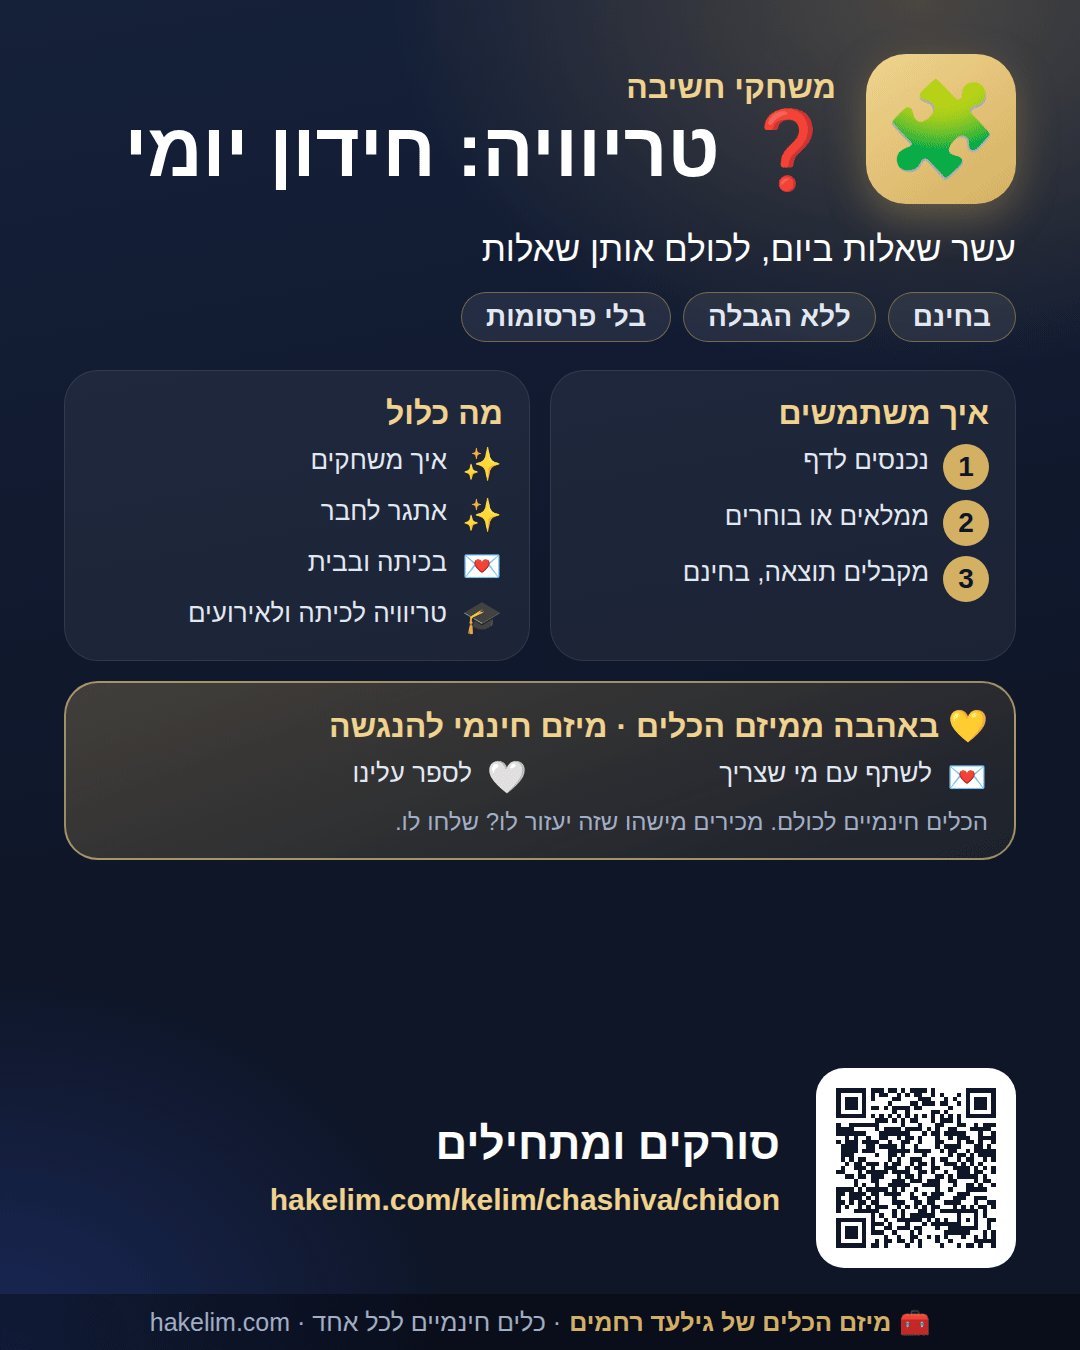 משחקי חשיבה
❓ טריוויה: חידון יומי
עשר שאלות ביום, לכולם אותן שאלות
בחינם
ללא הגבלה
בלי פרסומות
איך משתמשים
1 נכנסים לדף
2 ממלאים או בוחרים
3 מקבלים תוצאה, בחינם
מה כלול
✨ איך משחקים
✨ אתגר לחבר
💌 בכיתה ובבית
🎓 טריוויה לכיתה ולאירועים
💛 באהבה ממיזם הכלים · מיזם חינמי להנגשה
💌 לשתף עם מי שצריך
🤍 לספר עלינו
הכלים חינמיים לכולם. מכירים מישהו שזה יעזור לו? שלחו לו.
סורקים ומתחילים
hakelim.com/kelim/chashiva/chidon
🧰 מיזם הכלים של גילעד רחמים · כלים חינמיים לכל אחד · hakelim.com